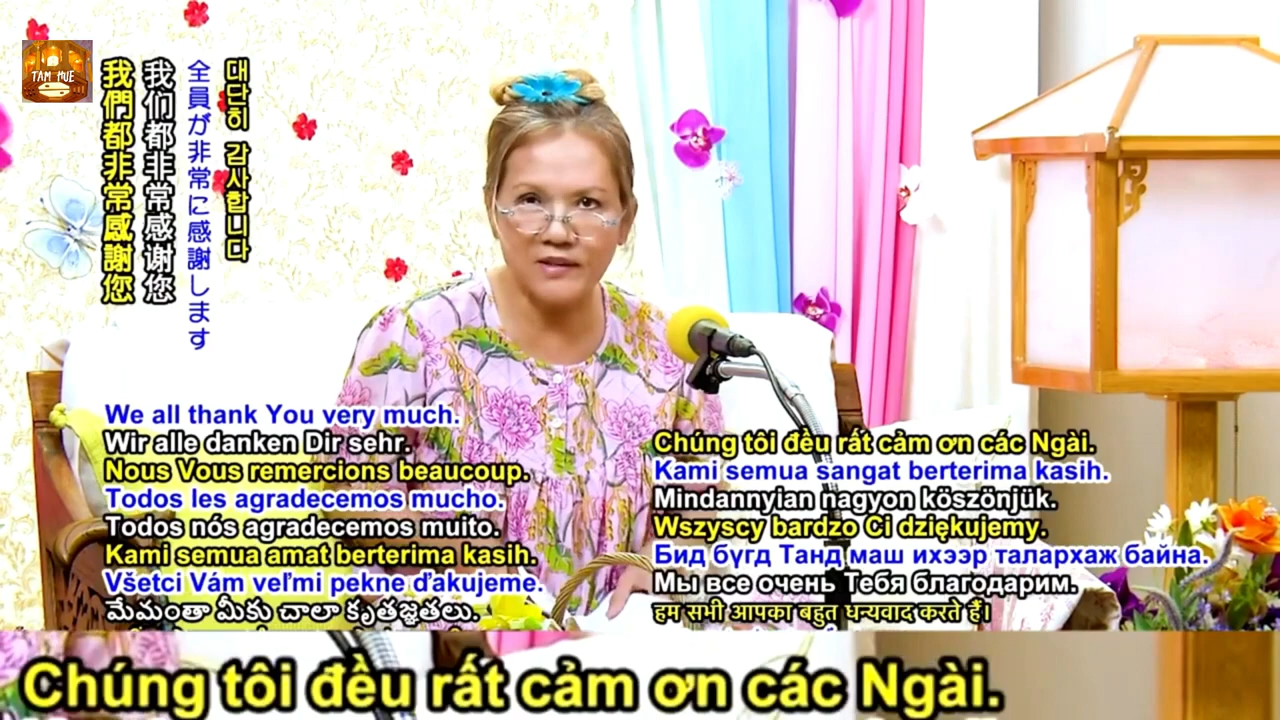 TAM HUE
我們都非常感謝您
我们都非常感谢您
全員が非常に感謝します
대단히 감사합니다
We all thank You very much.
Wir alle danken Dir sehr.
Nous Vous remercions beaucoup.
Todos les agradecemos mucho.
Todos nós agradecemos muito.
Kami semua amat berterima kasih.
Všetci Vám veľmi pekne ďakujeme.
మేమంతా మీకు చాలా కృతజ్ఞతలు.
Chúng tôi đều rất cảm ơn các Ngài.
Kami semua sangat berterima kasih.
Mindannyian nagyon köszönjük.
Wszyscy bardzo Ci dziękujemy.
Бид бүгд Танд маш ихээр талархаж байна.
Мы все очень Тебя благодарим.
हम सभी आपका बहुत धन्यवाद करते हैं।
Chúng tôi đều rất cảm ơn các Ngài.